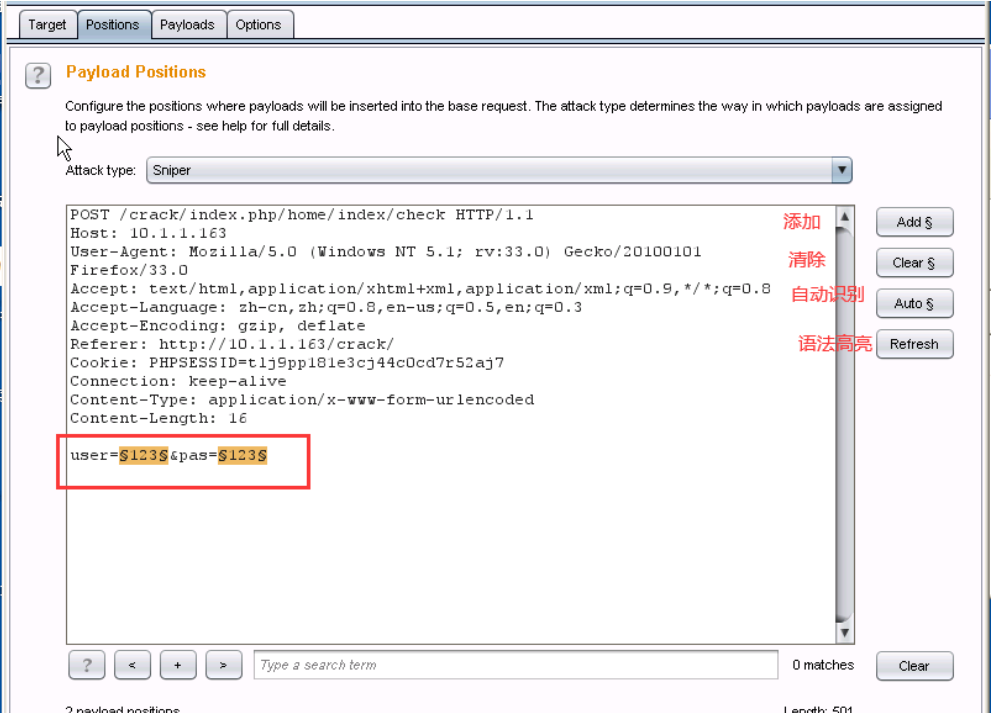 Target Positions Payloads Options
? Payload Positions
Configure the positions where payloads will be inserted into the base request. The attack type determines the way in which payloads are assigned
to payload positions - see help for full details.
Attack type: Sniper
POST /crack/index.php/home/index/check HTTP/1.1
Host: 10.1.1.163
User-Agent: Mozilla/5.0 (Windows NT 5.1; rv:33.0) Gecko/20100101
Firefox/33.0
Accept: text/html,application/xhtml+xml,application/xml;q=0.9,*/*;q=0.8
Accept-Language: zh-cn,zh;q=0.8,en-us;q=0.5,en;q=0.3
Accept-Encoding: gzip, deflate
Referer: http://10.1.1.163/crack/
Cookie: PHPSESSID=tlj9pp181e3cj44c0cd7r52aj7
Connection: keep-alive
Content-Type: application/x-www-form-urlencoded
Content-Length: 16
user=§123§&pas=§123§
添加 Add §
清除 Clear §
自动识别 Auto §
语法高亮 Refresh
? < + > Type a search term 0 matches Clear
2 payload positions Length: 501